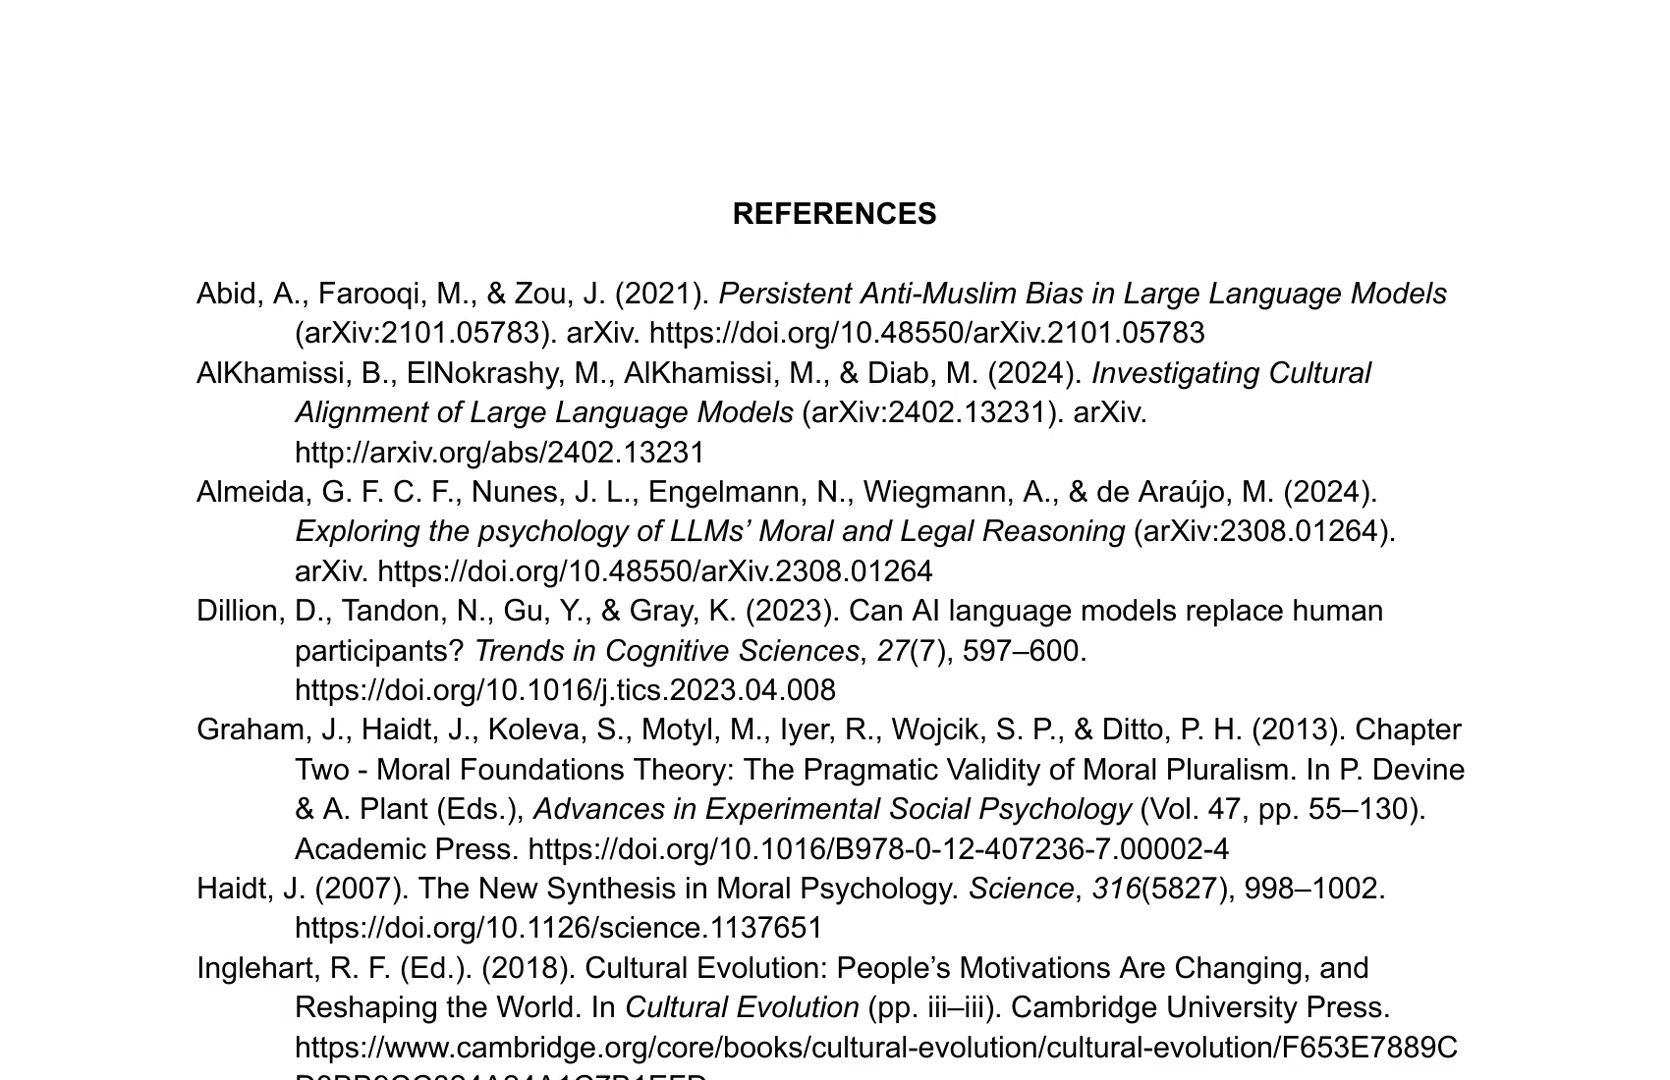 REFERENCES
Abid, A., Farooqi, M., & Zou, J. (2021). Persistent Anti-Muslim Bias in Large Language Models
(arXiv:2101.05783). arXiv. https://doi.org/10.48550/arXiv.2101.05783
AlKhamissi, B., ElNokrashy, M., AlKhamissi, M., & Diab, M. (2024). Investigating Cultural
Alignment of Large Language Models (arXiv:2402.13231). arXiv.
http://arxiv.org/abs/2402.13231
Almeida, G. F. C. F., Nunes, J. L., Engelmann, N., Wiegmann, A., & de Araújo, M. (2024).
Exploring the psychology of LLMs’ Moral and Legal Reasoning (arXiv:2308.01264).
arXiv. https://doi.org/10.48550/arXiv.2308.01264
Dillion, D., Tandon, N., Gu, Y., & Gray, K. (2023). Can AI language models replace human
participants? Trends in Cognitive Sciences, 27(7), 597–600.
https://doi.org/10.1016/j.tics.2023.04.008
Graham, J., Haidt, J., Koleva, S., Motyl, M., Iyer, R., Wojcik, S. P., & Ditto, P. H. (2013). Chapter
Two - Moral Foundations Theory: The Pragmatic Validity of Moral Pluralism. In P. Devine
& A. Plant (Eds.), Advances in Experimental Social Psychology (Vol. 47, pp. 55–130).
Academic Press. https://doi.org/10.1016/B978-0-12-407236-7.00002-4
Haidt, J. (2007). The New Synthesis in Moral Psychology. Science, 316(5827), 998–1002.
https://doi.org/10.1126/science.1137651
Inglehart, R. F. (Ed.). (2018). Cultural Evolution: People’s Motivations Are Changing, and
Reshaping the World. In Cultural Evolution (pp. iii–iii). Cambridge University Press.
https://www.cambridge.org/core/books/cultural-evolution/cultural-evolution/F653E7889C